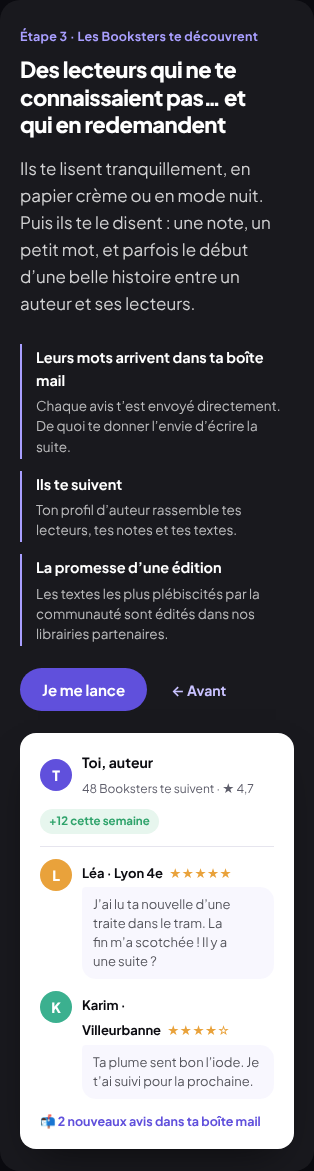 Étape 3 · Les Booksters te découvrent
Des lecteurs qui ne te
connaissaient pas… et
qui en redemandent
Ils te lisent tranquillement, en
papier crème ou en mode nuit.
Puis ils te le disent : une note, un
petit mot, et parfois le début
d’une belle histoire entre un
auteur et ses lecteurs.
Leurs mots arrivent dans ta boîte
mail
Chaque avis t’est envoyé directement.
De quoi te donner l’envie d’écrire la
suite.
Ils te suivent
Ton profil d’auteur rassemble tes
lecteurs, tes notes et tes textes.
La promesse d’une édition
Les textes les plus plébiscités par la
communauté sont édités dans nos
librairies partenaires.
Je me lance ← Avant
T Toi, auteur
48 Booksters te suivent · ★ 4,7
+12 cette semaine
L Léa · Lyon 4e ★★★★★
J’ai lu ta nouvelle d’une
traite dans le tram. La
fin m’a scotchée ! Il y a
une suite ?
K Karim ·
Villeurbanne ★★★★☆
Ta plume sent bon l’iode. Je
t’ai suivi pour la prochaine.
📬 2 nouveaux avis dans ta boîte mail